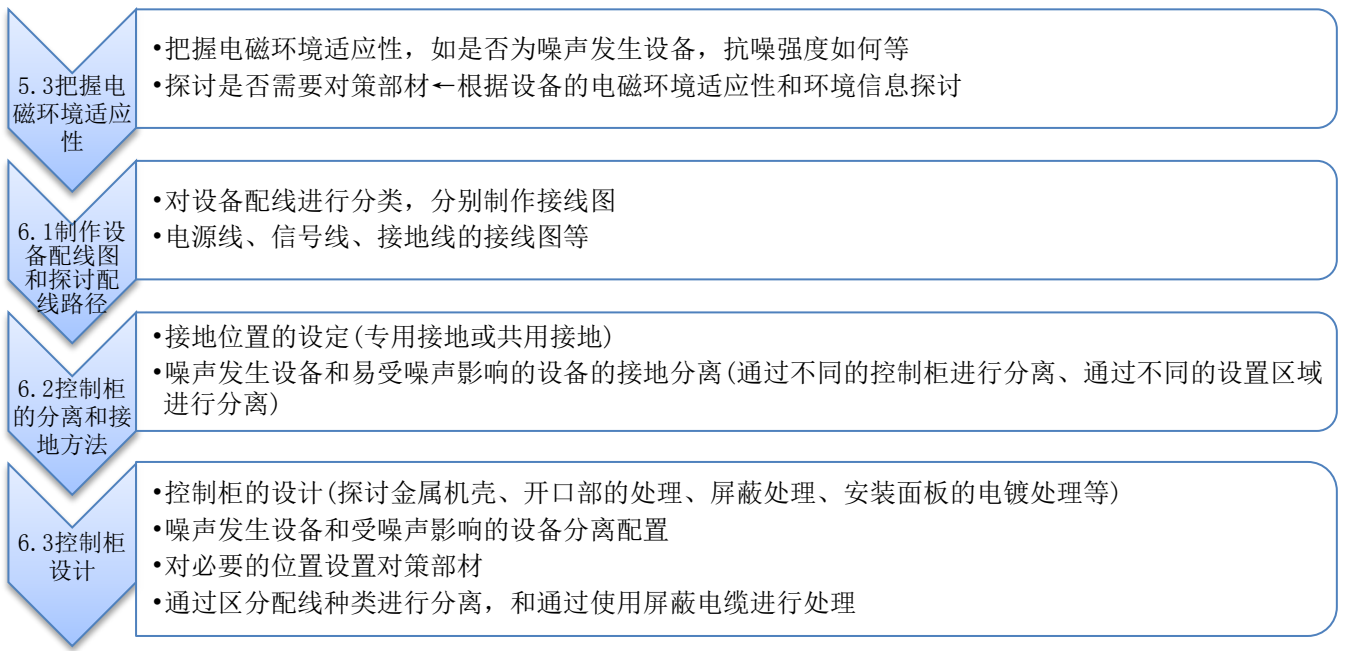 5.3把握电
磁环境适应
性
•把握电磁环境适应性，如是否为噪声发生设备，抗噪强度如何等
•探讨是否需要对策部材←根据设备的电磁环境适应性和环境信息探讨
6.1制作设
备配线图
和探讨配
线路径
•对设备配线进行分类，分别制作接线图
•电源线、信号线、接地线的接线图等
6.2控制柜
的分离和接
地方法
•接地位置的设定(专用接地或共用接地)
•噪声发生设备和易受噪声影响的设备的接地分离(通过不同的控制柜进行分离、通过不同的设置区域
进行分离)
6.3控制柜
设计
•控制柜的设计(探讨金属机壳、开口部的处理、屏蔽处理、安装面板的电镀处理等)
•噪声发生设备和受噪声影响的设备分离配置
•对必要的位置设置对策部材
•通过区分配线种类进行分离，和通过使用屏蔽电缆进行处理